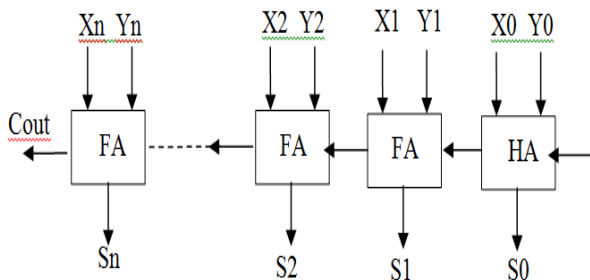 Xn Yn X2 Y2 X1 Y1 X0 Y0
Cout FA FA FA HA
Sn S2 S1 S0